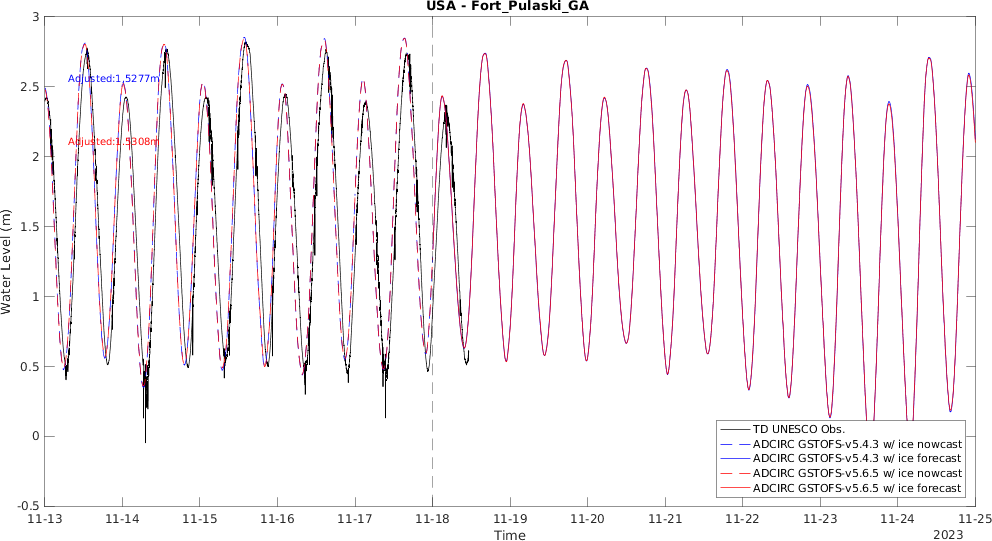 USA - Fort_Pulaski_GA
3
2.5
2
1.5
1
0.5
0
-0.5
Water Level (m)
Adjusted:1.5277m
Adjusted:1.5308m
TD UNESCO Obs.
ADCIRC GSTOFS-v5.4.3 w/ ice nowcast
ADCIRC GSTOFS-v5.4.3 w/ ice forecast
ADCIRC GSTOFS-v5.6.5 w/ ice nowcast
ADCIRC GSTOFS-v5.6.5 w/ ice forecast
11-13 11-14 11-15 11-16 11-17 11-18 11-19 11-20 11-21 11-22 11-23 11-24 11-25
Time
2023